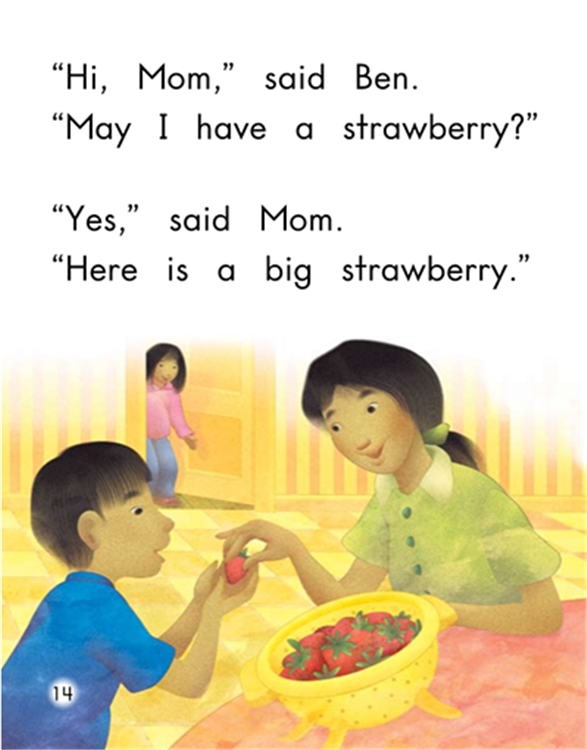 “Hi, Mom,” said Ben.
“May I have a strawberry?”
“Yes,” said Mom.
“Here is a big strawberry.”
14